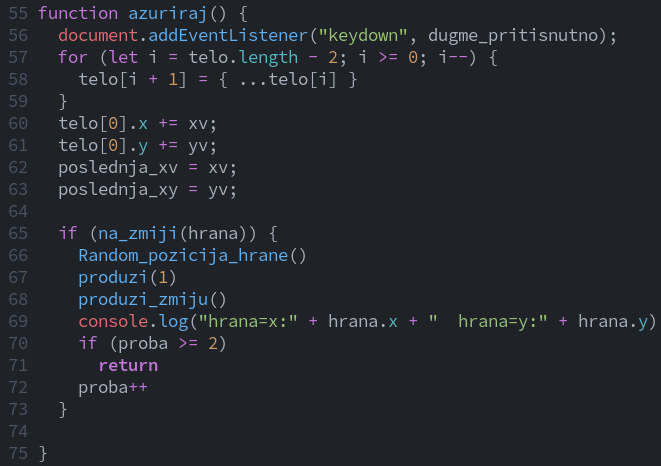 55 function azuriraj() {
56   document.addEventListener("keydown", dugme_pritisnutno);
57   for (let i = telo.length - 2; i >= 0; i--) {
58     telo[i + 1] = { ...telo[i] }
59   }
60   telo[0].x += xv;
61   telo[0].y += yv;
62   poslednja_xv = xv;
63   poslednja_xy = yv;
64
65   if (na_zmiji(hrana)) {
66     Random_pozicija_hrane()
67     produzi(1)
68     produzi_zmiju()
69     console.log("hrana=x:" + hrana.x + "  hrana=y:" + hrana.y)
70     if (proba >= 2)
71       return
72     proba++
73   }
74
75 }